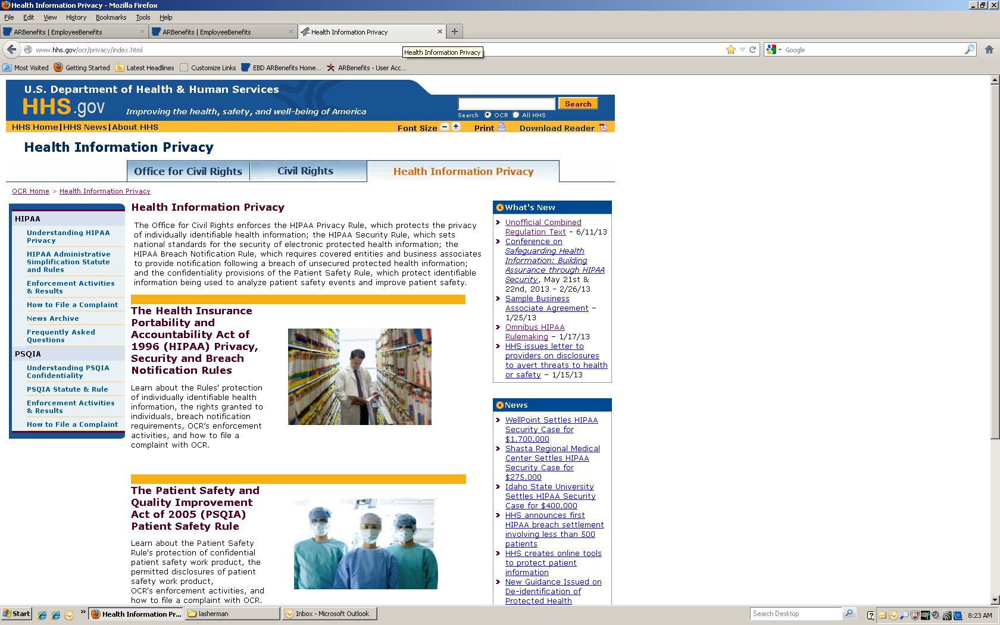 Health Information Privacy - Mozilla Firefox
File Edit View History Bookmarks Tools Help
ARBenefits | EmployeeBenefits
ARBenefits | EmployeeBenefits
Health Information Privacy
www.hhs.gov/ocr/privacy/index.html
Google
Health Information Privacy
Most Visited Getting Started Latest Headlines Customize Links EBD ARBenefits Home... ARBenefits - User Acc...
U.S. Department of Health & Human Services
HHS.gov
Improving the health, safety, and well-being of America
Search
Search OCR All HHS
HHS Home|HHS News|About HHS
Font Size - + Print Download Reader
Health Information Privacy
Office for Civil Rights
Civil Rights
Health Information Privacy
OCR Home > Health Information Privacy
HIPAA
Understanding HIPAA
Privacy
HIPAA Administrative
Simplification Statute
and Rules
Enforcement Activities
& Results
How to File a Complaint
News Archive
Frequently Asked
Questions
PSQIA
Understanding PSQIA
Confidentiality
PSQIA Statute & Rule
Enforcement Activities
& Results
How to File a Complaint
Health Information Privacy
The Office for Civil Rights enforces the HIPAA Privacy Rule, which protects the privacy
of individually identifiable health information; the HIPAA Security Rule, which sets
national standards for the security of electronic protected health information; the
HIPAA Breach Notification Rule, which requires covered entities and business associates
to provide notification following a breach of unsecured protected health information;
and the confidentiality provisions of the Patient Safety Rule, which protect identifiable
information being used to analyze patient safety events and improve patient safety.
The Health Insurance
Portability and
Accountability Act of
1996 (HIPAA) Privacy,
Security and Breach
Notification Rules
Learn about the Rules' protection
of individually identifiable health
information, the rights granted to
individuals, breach notification
requirements, OCR's enforcement
activities, and how to file a
complaint with OCR.
The Patient Safety and
Quality Improvement
Act of 2005 (PSQIA)
Patient Safety Rule
Learn about the Patient Safety
Rule's protection of confidential
patient safety work product, the
permitted disclosures of patient
safety work product,
OCR's enforcement activities, and
how to file a complaint with OCR.
What's New
Unofficial Combined
Regulation Text – 6/11/13
Conference on
Safeguarding Health
Information: Building
Assurance through HIPAA
Security, May 21st &
22nd, 2013 - 2/26/13
Sample Business
Associate Agreement –
1/25/13
Omnibus HIPAA
Rulemaking – 1/17/13
HHS issues letter to
providers on disclosures
to avert threats to health
or safety – 1/15/13
News
WellPoint Settles HIPAA
Security Case for
$1,700,000
Shasta Regional Medical
Center Settles HIPAA
Security Case for
$275,000
Idaho State University
Settles HIPAA Security
Case for $400,000
HHS announces first
HIPAA breach settlement
involving less than 500
patients
HHS creates online tools
to protect patient
information
New Guidance Issued on
De-identification of
Protected Health
Start
Health Information Pr...
lasherman
Inbox - Microsoft Outlook
Search Desktop
8:23 AM